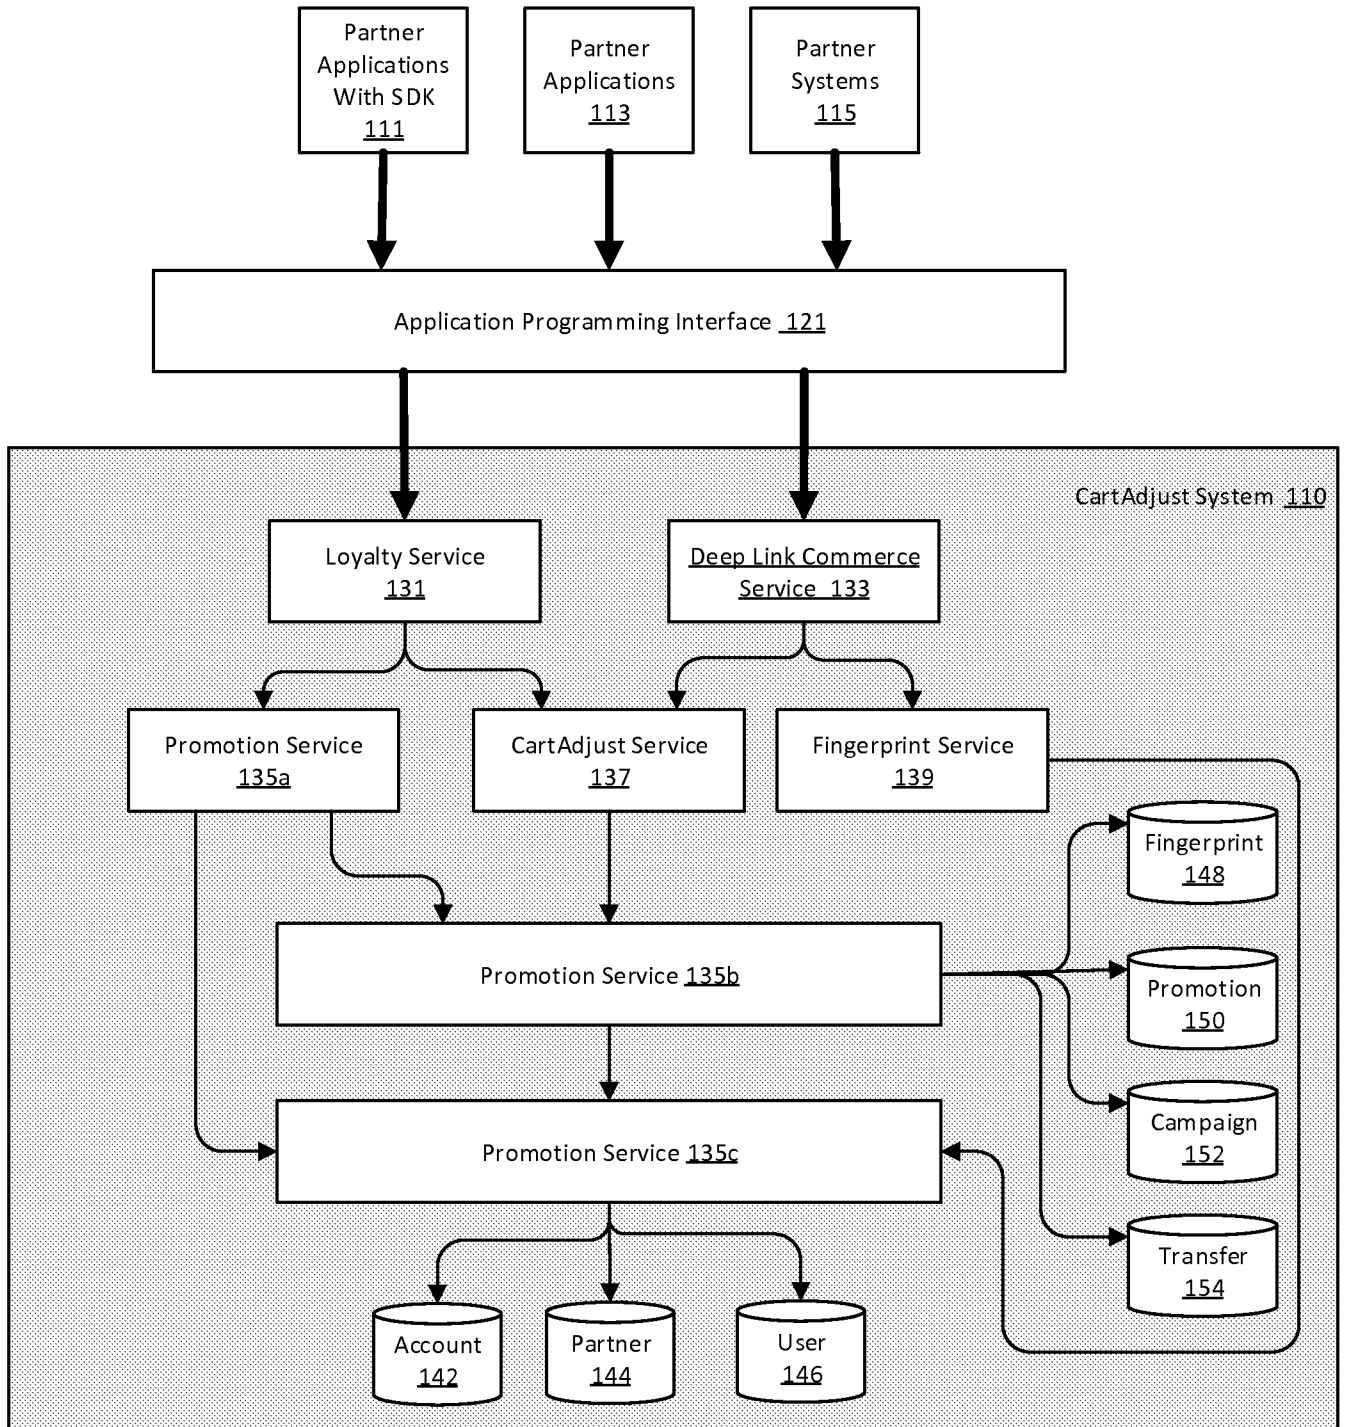 Partner
Applications
With SDK
111
Partner
Applications
113
Partner
Systems
115
Application Programming Interface 121
CartAdjust System 110
Loyalty Service
131
Deep Link Commerce
Service 133
Promotion Service
135a
CartAdjust Service
137
Fingerprint Service
139
Fingerprint
148
Promotion Service 135b
Promotion
150
Campaign
152
Promotion Service 135c
Transfer
154
Account
142
Partner
144
User
146